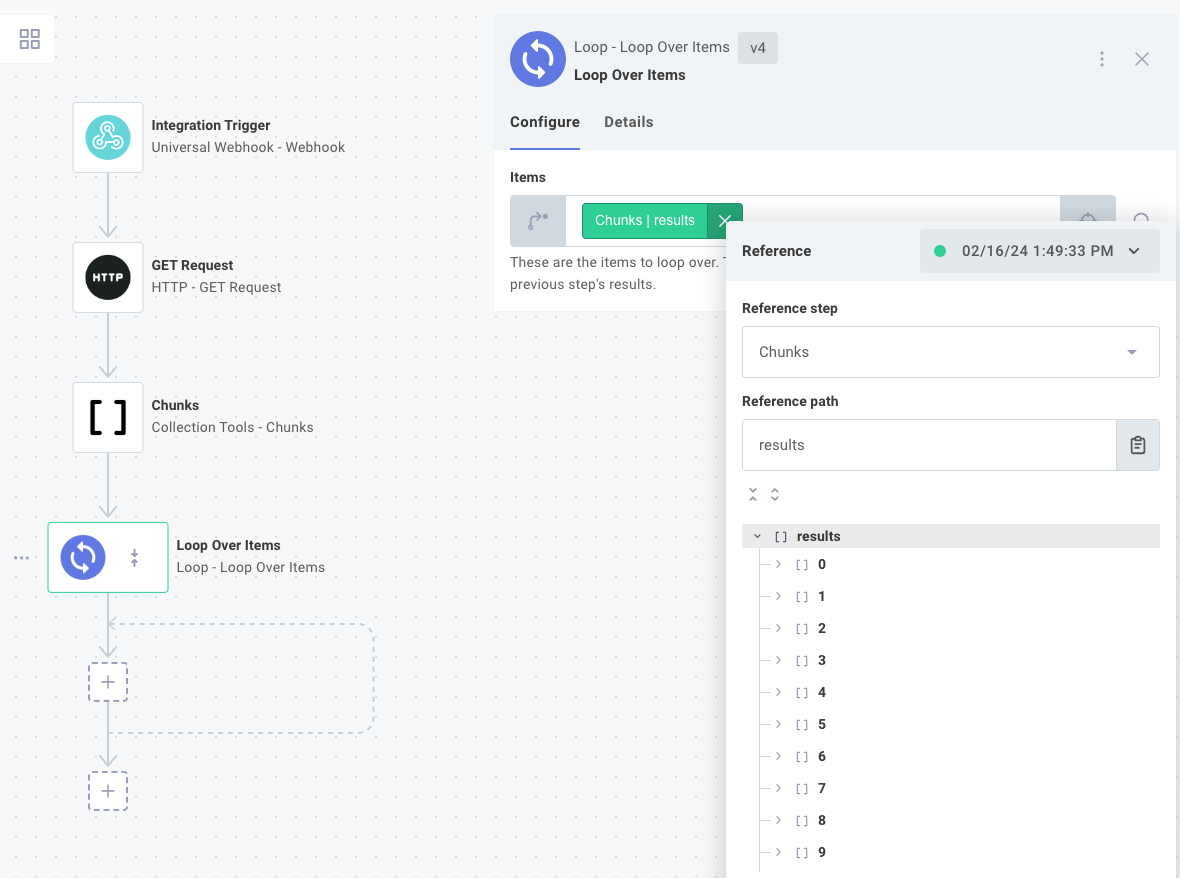 Integration Trigger
Universal Webhook - Webhook
HTTP
GET Request
HTTP - GET Request
Chunks
Collection Tools - Chunks
Loop Over Items
Loop - Loop Over Items
Loop - Loop Over Items v4
Loop Over Items
Configure Details
Items
Chunks | results
These are the items to loop over.
previous step's results.
Reference 02/16/24 1:49:33 PM
Reference step
Chunks
Reference path
results
[] results
[] 0
[] 1
[] 2
[] 3
[] 4
[] 5
[] 6
[] 7
[] 8
[] 9